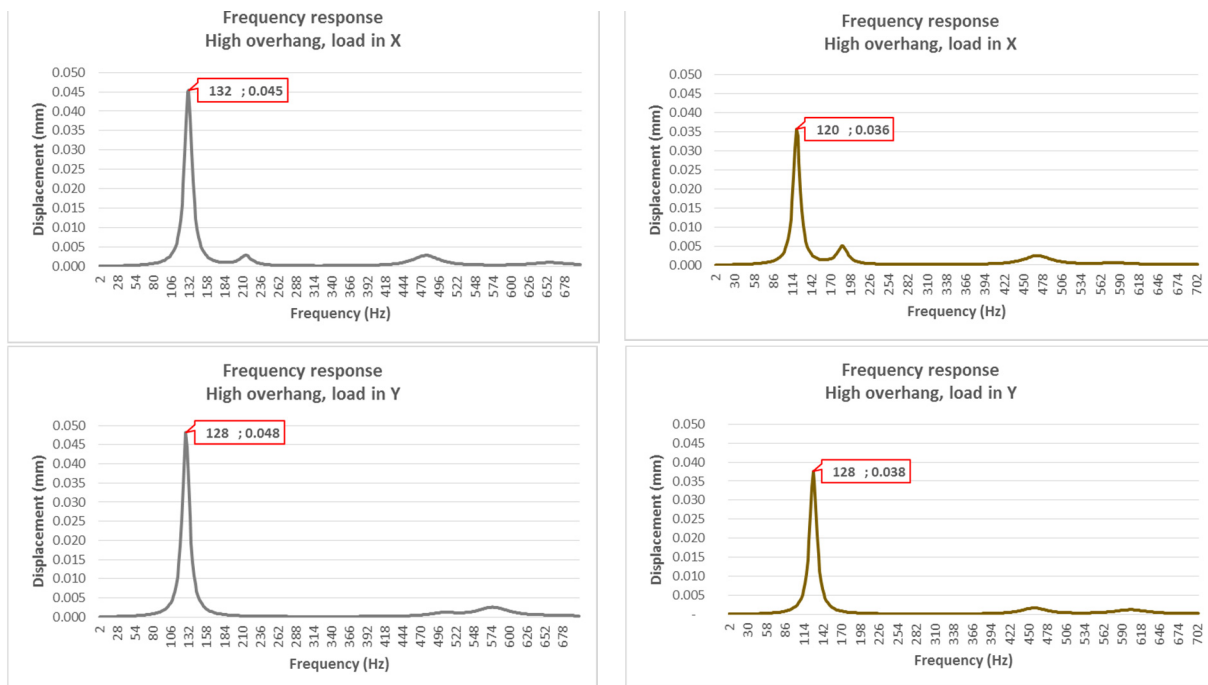 Frequency response
High overhang, load in X
0.050
0.045
0.040
0.035
0.030
0.025
0.020
0.015
0.010
0.005
0.000
Displacement (mm)
132 ; 0.045
2 28 54 80 106 132 158 184 210 236 262 288 314 340 366 392 418 444 470 496 522 548 574 600 626 652 678
Frequency (Hz)
Frequency response
High overhang, load in X
0.050
0.045
0.040
0.035
0.030
0.025
0.020
0.015
0.010
0.005
0.000
Displacement (mm)
120 ; 0.036
2 30 58 86 114 142 170 198 226 254 282 310 338 366 394 422 450 478 506 534 562 590 618 646 674 702
Frequency (Hz)
Frequency response
High overhang, load in Y
0.050
0.045
0.040
0.035
0.030
0.025
0.020
0.015
0.010
0.005
0.000
Displacement (mm)
128 ; 0.048
2 28 54 80 106 132 158 184 210 236 262 288 314 340 366 392 418 444 470 496 522 548 574 600 626 652 678
Frequency (Hz)
Frequency response
High overhang, load in Y
0.050
0.045
0.040
0.035
0.030
0.025
0.020
0.015
0.010
0.005
-
Displacement (mm)
128 ; 0.038
2 30 58 86 114 142 170 198 226 254 282 310 338 366 394 422 450 478 506 534 562 590 618 646 674 702
Frequency (Hz)